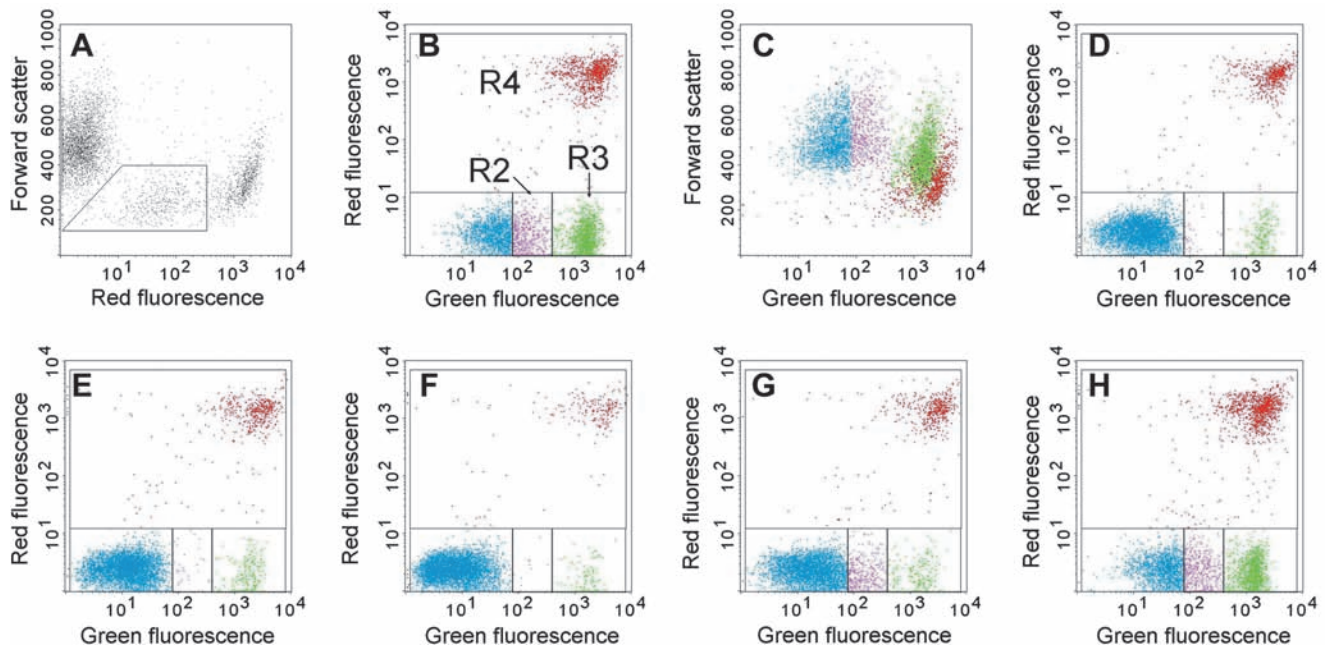 A
Forward scatter
1000
800
600
400
200
10^1 10^2 10^3 10^4
Red fluorescence
B
Red fluorescence
10^4
10^3
10^2
10^1
R4
R2
R3
10^1 10^2 10^3 10^4
Green fluorescence
C
Forward scatter
1000
800
600
400
200
10^1 10^2 10^3 10^4
Green fluorescence
D
Red fluorescence
10^4
10^3
10^2
10^1
10^1 10^2 10^3 10^4
Green fluorescence
E
Red fluorescence
10^4
10^3
10^2
10^1
10^1 10^2 10^3 10^4
Green fluorescence
F
Red fluorescence
10^4
10^3
10^2
10^1
10^1 10^2 10^3 10^4
Green fluorescence
G
Red fluorescence
10^4
10^3
10^2
10^1
10^1 10^2 10^3 10^4
Green fluorescence
H
Red fluorescence
10^4
10^3
10^2
10^1
10^1 10^2 10^3 10^4
Green fluorescence